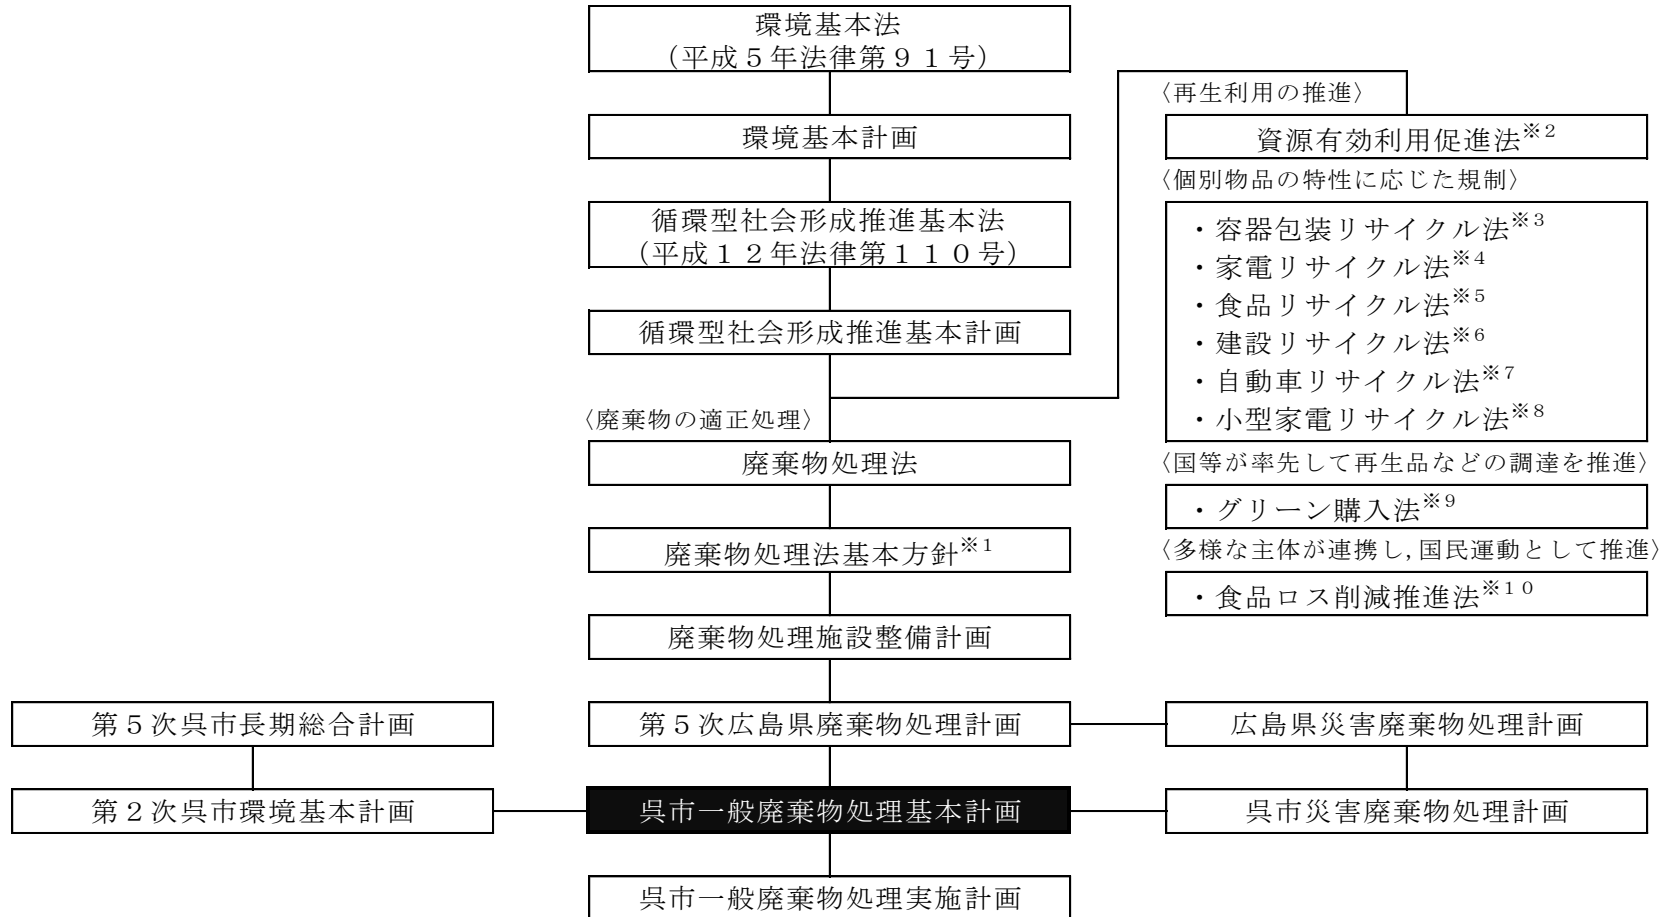 環境基本法
（平成５年法律第９１号）
環境基本計画
循環型社会形成推進基本法
（平成１２年法律第１１０号）
循環型社会形成推進基本計画
〈廃棄物の適正処理〉
廃棄物処理法
廃棄物処理法基本方針※１
廃棄物処理施設整備計画
〈再生利用の推進〉
資源有効利用促進法※２
〈個別物品の特性に応じた規制〉
・容器包装リサイクル法※３
・家電リサイクル法※４
・食品リサイクル法※５
・建設リサイクル法※６
・自動車リサイクル法※７
・小型家電リサイクル法※８
〈国等が率先して再生品などの調達を推進〉
・グリーン購入法※９
〈多様な主体が連携し,国民運動として推進〉
・食品ロス削減推進法※１０
第５次呉市長期総合計画
第５次広島県廃棄物処理計画
広島県災害廃棄物処理計画
第２次呉市環境基本計画
呉市一般廃棄物処理基本計画
呉市災害廃棄物処理計画
呉市一般廃棄物処理実施計画